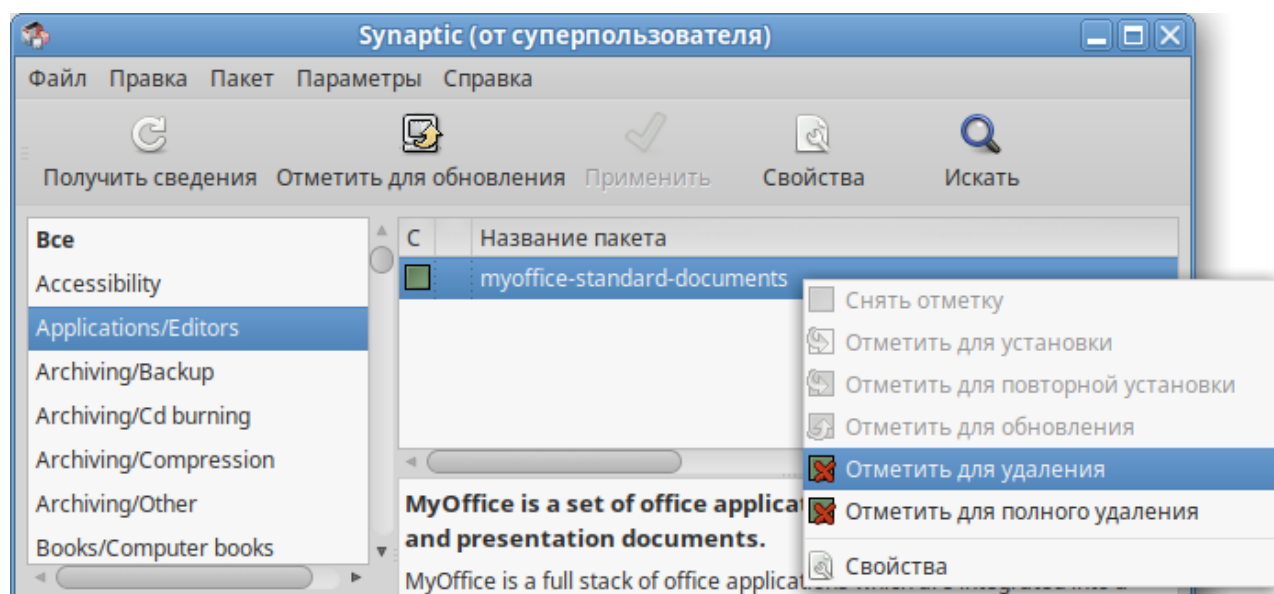 Synaptic (от суперпользователя)
Файл Правка Пакет Параметры Справка
Получить сведения Отметить для обновления Применить Свойства Искать
Все
Accessibility
Applications/Editors
Archiving/Backup
Archiving/Cd burning
Archiving/Compression
Archiving/Other
Books/Computer books
С Название пакета
myoffice-standard-documents
Снять отметку
Отметить для установки
Отметить для повторной установки
Отметить для обновления
Отметить для удаления
Отметить для полного удаления
Свойства
MyOffice is a set of office
and presentation documents.
MyOffice is a full stack of office